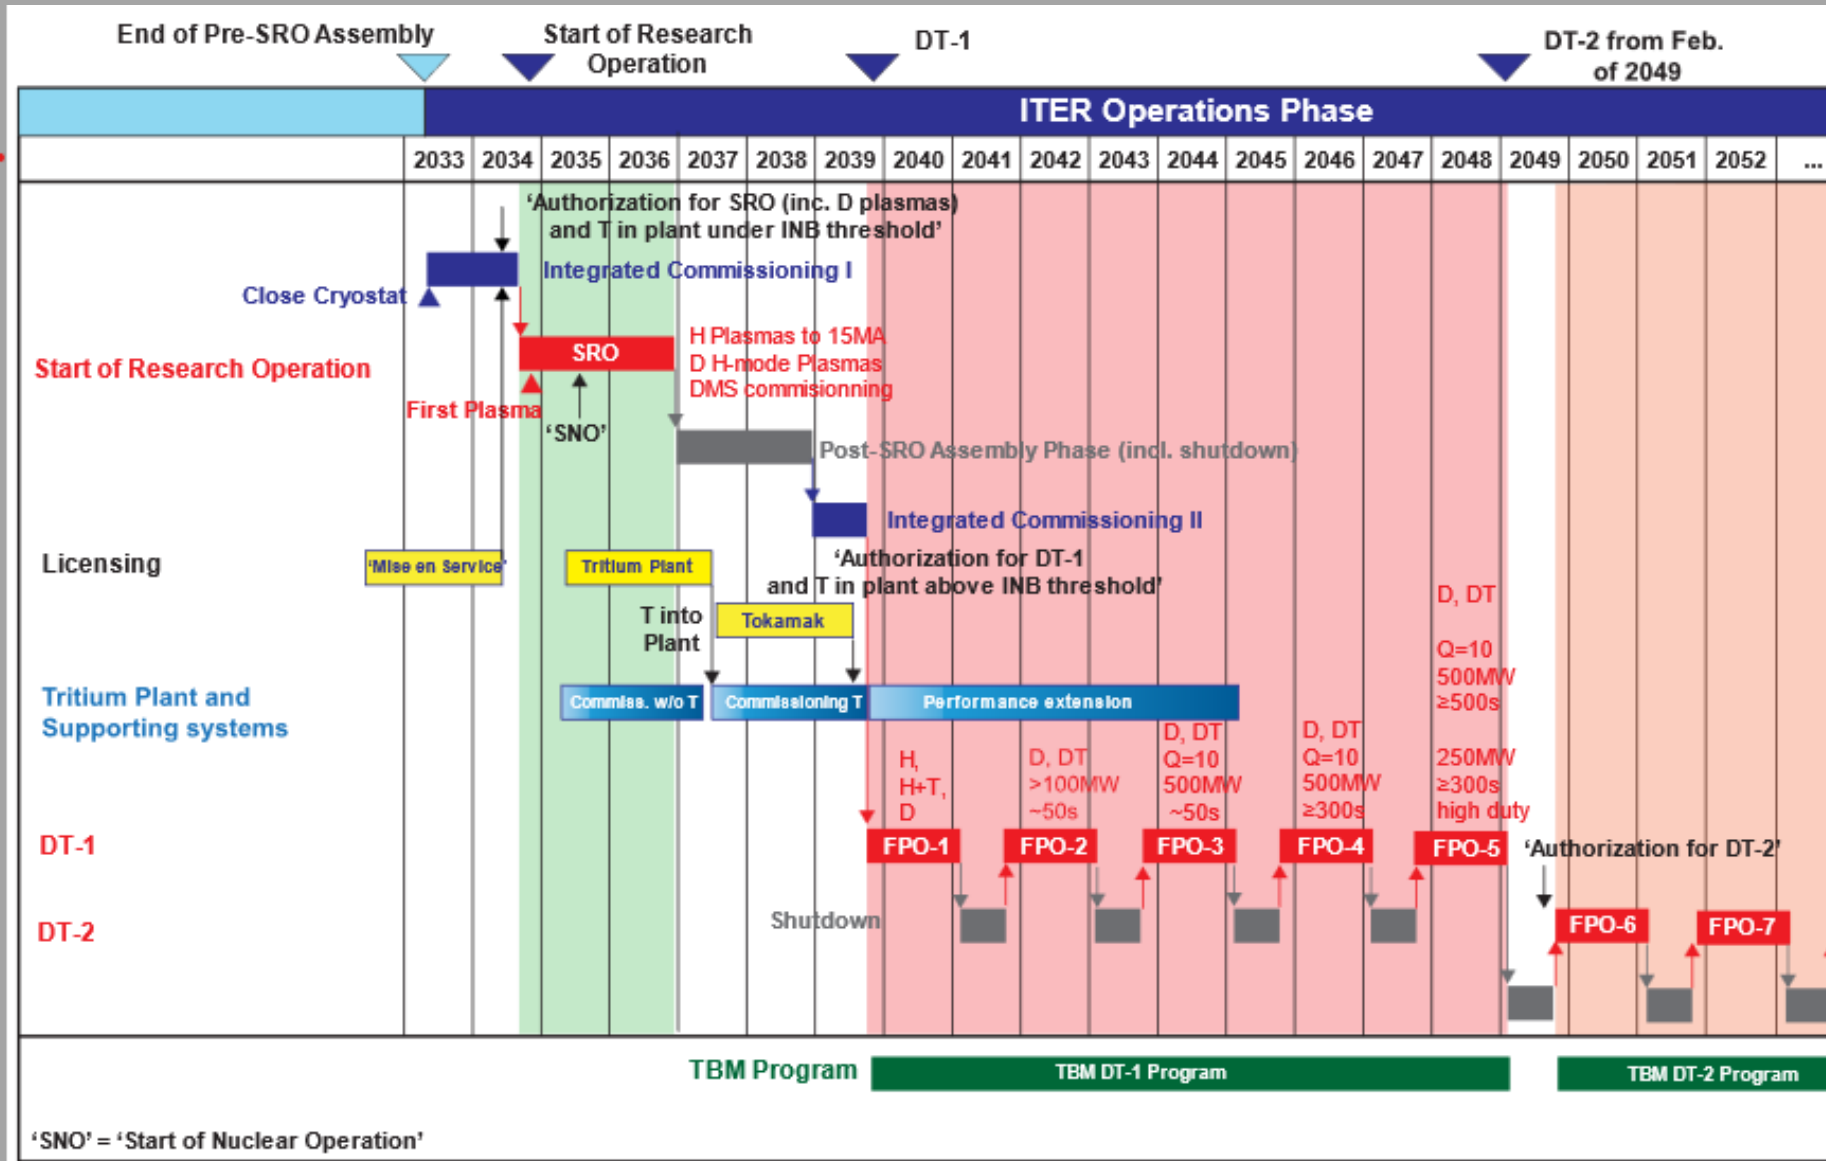 End of Pre-SRO Assembly
Start of Research
Operation
DT-1
DT-2 from Feb.
of 2049
ITER Operations Phase
2033 2034 2035 2036 2037 2038 2039 2040 2041 2042 2043 2044 2045 2046 2047 2048 2049 2050 2051 2052 ...
‘Authorization for SRO (inc. D plasmas)
and T in plant under INB threshold’
Integrated Commissioning I
Close Cryostat
Start of Research Operation
SRO
H Plasmas to 15MA
D H-mode Plasmas
DMS commisionning
First Plasma
‘SNO’
Post-SRO Assembly Phase (incl. shutdown)
Integrated Commissioning II
Licensing
‘Mise en Service’
Tritium Plant
‘Authorization for DT-1
and T in plant above INB threshold’
T into
Plant
Tokamak
Tritium Plant and
Supporting systems
Commiss. w/o T
Commissioning T
Performance extension
H,
H+T,
D
D, DT
>100MW
~50s
D, DT
Q=10
500MW
~50s
D, DT
Q=10
500MW
≥300s
D, DT
Q=10
500MW
≥500s
250MW
≥300s
high duty
DT-1
FPO-1
FPO-2
FPO-3
FPO-4
FPO-5
‘Authorization for DT-2’
DT-2
Shutdown
FPO-6
FPO-7
TBM Program
TBM DT-1 Program
TBM DT-2 Program
‘SNO’ = ‘Start of Nuclear Operation’